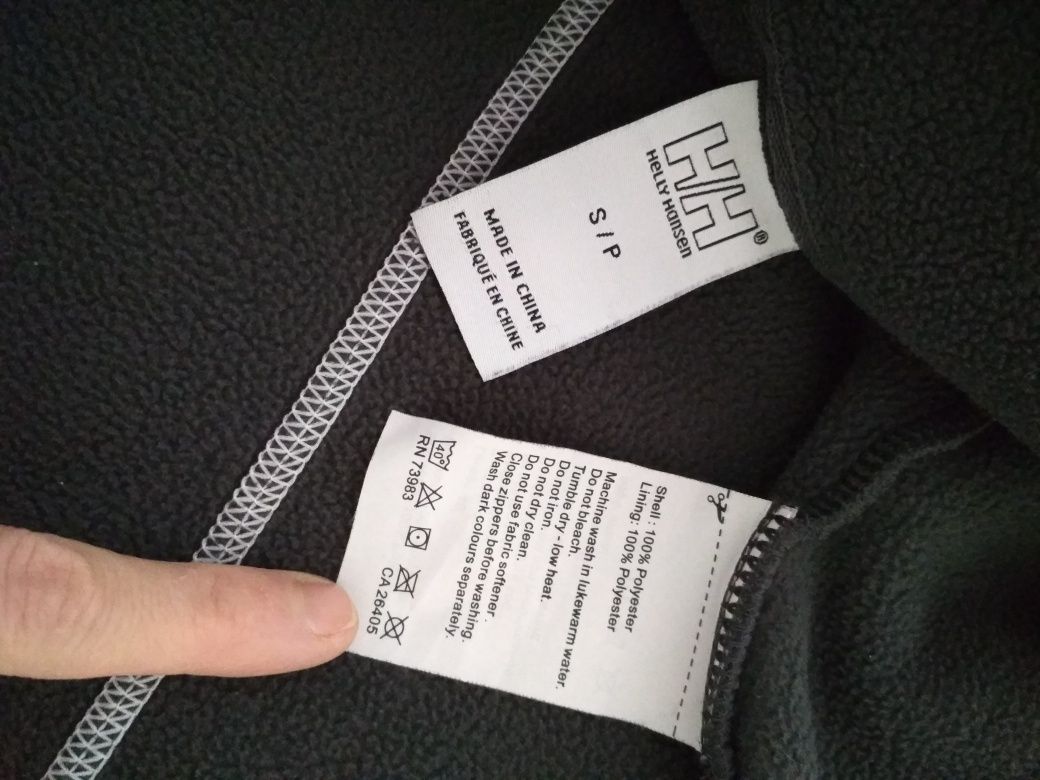 HH®
HELLY HANSEN
S / P
MADE IN CHINA
FABRIQUÉ EN CHINE
Shell : 100% Polyester
Lining: 100% Polyester
Machine wash in lukewarm water.
Do not bleach.
Tumble dry - low heat.
Do not iron.
Do not dry clean.
Do not use fabric softener.
Close zippers before washing.
Wash dark colours separately.
40°
RN 73983
CA 26405